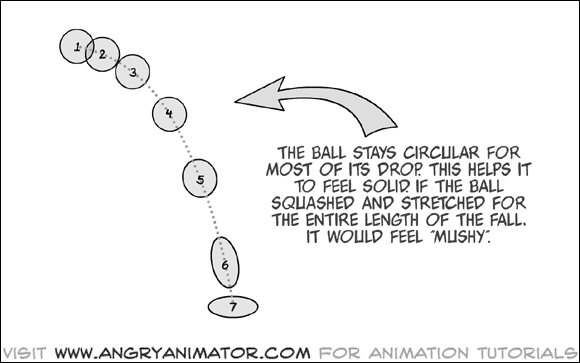 1
2
3
4
5
6
7
THE BALL STAYS CIRCULAR FOR
MOST OF ITS DROP. THIS HELPS IT
TO FEEL SOLID. IF THE BALL
SQUASHED AND STRETCHED FOR
THE ENTIRE LENGTH OF THE FALL.
IT WOULD FEEL "MUSHY".
VISIT WWW.ANGRYANIMATOR.COM FOR ANIMATION TUTORIALS